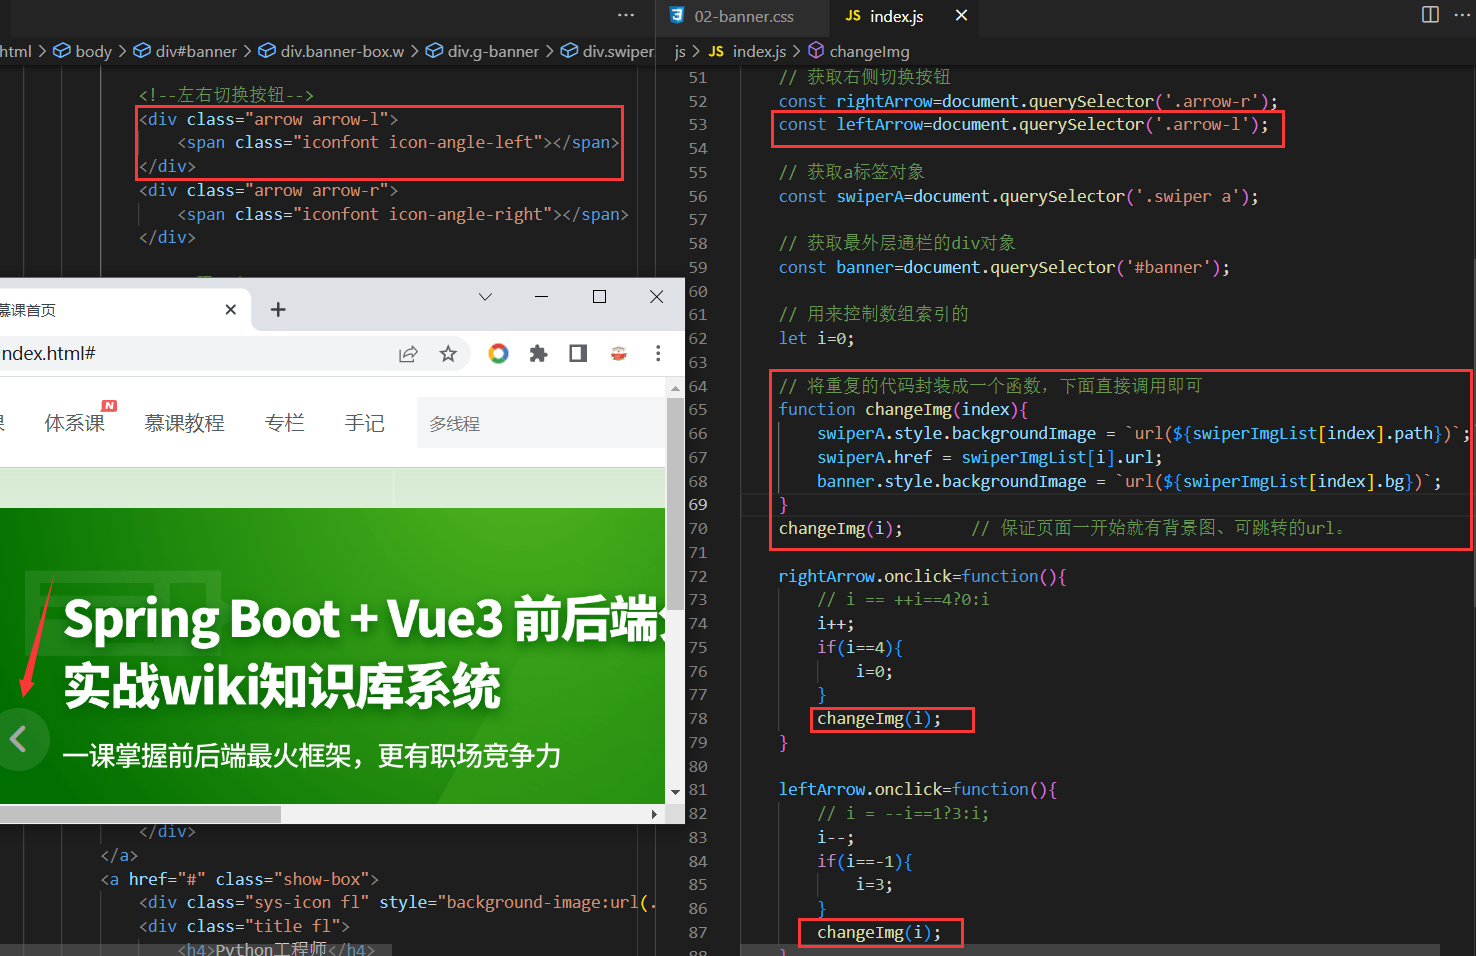 02-banner.css
JS index.js
html > body > div#banner > div.banner-box.w > div.g-banner > div.swiper
js > JS index.js > changeImg
<!--左右切换按钮-->
<div class="arrow arrow-l">
<span class="iconfont icon-angle-left"></span>
</div>
<div class="arrow arrow-r">
<span class="iconfont icon-angle-right"></span>
</div>
慕课首页
ndex.html#
体系课
N
慕课教程
专栏
手记
多线程
Spring Boot + Vue3 前后端
实战wiki知识库系统
一课掌握前后端最火框架，更有职场竞争力
</div>
</a>
<a href="#" class="show-box">
<div class="sys-icon fl" style="background-image:url(.
<div class="title fl">
<h4>Python工程师</h4>
51 // 获取右侧切换按钮
52 const rightArrow=document.querySelector('.arrow-r');
53 const leftArrow=document.querySelector('.arrow-l');
54
55 // 获取a标签对象
56 const swiperA=document.querySelector('.swiper a');
57
58 // 获取最外层通栏的div对象
59 const banner=document.querySelector('#banner');
60
61 // 用来控制数组索引的
62 let i=0;
63
64 // 将重复的代码封装成一个函数，下面直接调用即可
65 function changeImg(index){
66 swiperA.style.backgroundImage = `url(${swiperImgList[index].path})`;
67 swiperA.href = swiperImgList[i].url;
68 banner.style.backgroundImage = `url(${swiperImgList[index].bg})`;
69 }
70 changeImg(i); // 保证页面一开始就有背景图、可跳转的url。
71
72 rightArrow.onclick=function(){
73 // i == ++i==4?0:i
74 i++;
75 if(i==4){
76 i=0;
77 }
78 changeImg(i);
79 }
80
81 leftArrow.onclick=function(){
82 // i = --i==1?3:i;
83 i--;
84 if(i==-1){
85 i=3;
86 }
87 changeImg(i);
88 }